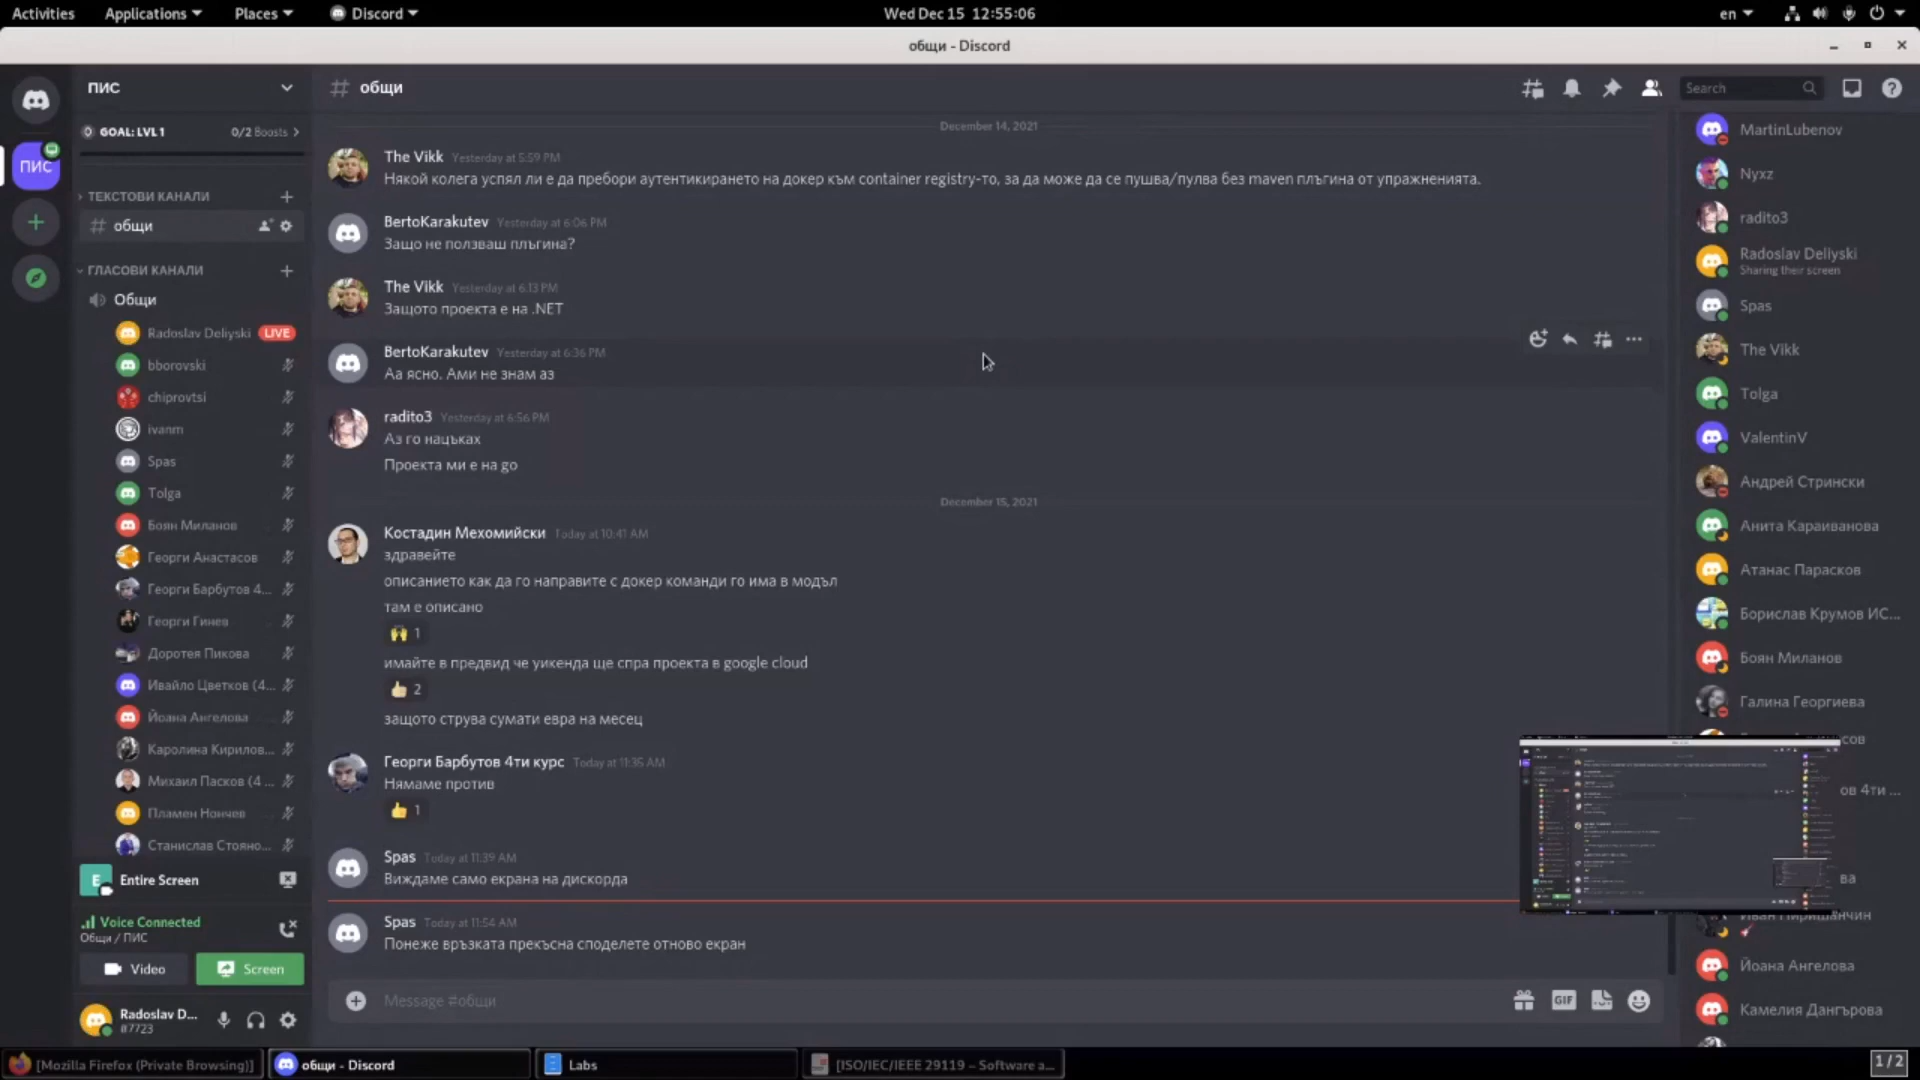 Activities Applications Places Discord Wed Dec 15 12:55:06 en
общи - Discord
ПИС
# общи
Search
GOAL: LVL 1 0/2 Boosts
ПИС
ТЕКСТОВИ КАНАЛИ
# общи
ГЛАСОВИ КАНАЛИ
Общи
Radoslav Deliyski LIVE
bborovski
chiprovtsi
ivanm
Spas
Tolga
Боян Миланов
Георги Анастасов
Георги Барбутов 4...
Георги Гинев
Доротея Пикова
Ивайло Цветков (4...
Йоана Ангелова
Каролина Кирилов...
Михаил Пасков (4 ...
Пламен Нончев
Станислав Стояно...
E Entire Screen
Voice Connected
Общи / ПИС
Video Screen
Radoslav D...
#7723
December 14, 2021
The Vikk Yesterday at 5:59 PM
Някой колега успял ли е да пребори аутентикирането на докер към container registry-то, за да може да се пушва/пулва без maven плъгина от упражненията.
BertoKarakutev Yesterday at 6:06 PM
Защо не ползваш плъгина?
The Vikk Yesterday at 6:13 PM
Защото проекта е на .NET
BertoKarakutev Yesterday at 6:36 PM
Аа ясно. Ами не знам аз
radito3 Yesterday at 6:56 PM
Аз го нацъках
Проекта ми е на go
December 15, 2021
Костадин Мехомийски Today at 10:41 AM
здравейте
описанието как да го направите с докер команди го има в модъл
там е описано
1
имайте в предвид че уикенда ще спра проекта в google cloud
2
защото струва сумати евра на месец
Георги Барбутов 4ти курс Today at 11:35 AM
Нямаме против
1
Spas Today at 11:39 AM
Виждаме само екрана на дискорда
Spas Today at 11:54 AM
Понеже връзката прекъсна споделете отново екран
Message #общи
GIF
MartinLubenov
Nyxz
radito3
Radoslav Deliyski
Sharing their screen
Spas
The Vikk
Tolga
ValentinV
Андрей Стрински
Анита Караиванова
Атанас Парасков
Борислав Крумов ИС...
Боян Миланов
Галина Георгиева
ов 4ти ...
ва
Йоана Ангелова
Камелия Дангърова
[Mozilla Firefox (Private Browsing)] общи - Discord Labs [ISO/IEC/IEEE 29119 – Software a... 1 / 2